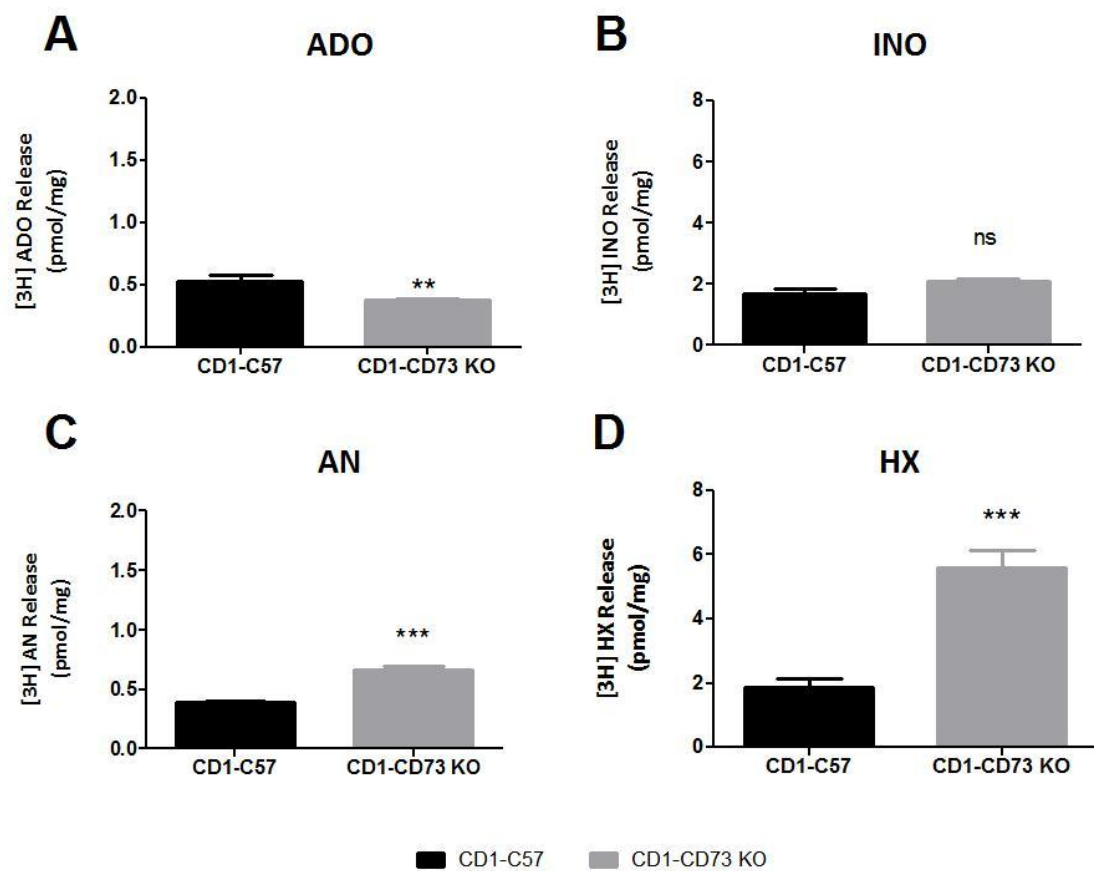 A
ADO
[3H] ADO Release
(pmol/mg)
2.0
1.5
1.0
0.5
0.0
**
CD1-C57
CD1-CD73 KO
B
INO
[3H] INO Release
(pmol/mg)
8
6
4
2
0
ns
CD1-C57
CD1-CD73 KO
C
AN
[3H] AN Release
(pmol/mg)
2.0
1.5
1.0
0.5
0.0
***
CD1-C57
CD1-CD73 KO
D
HX
[3H] HX Release
(pmol/mg)
8
6
4
2
0
***
CD1-C57
CD1-CD73 KO
CD1-C57
CD1-CD73 KO